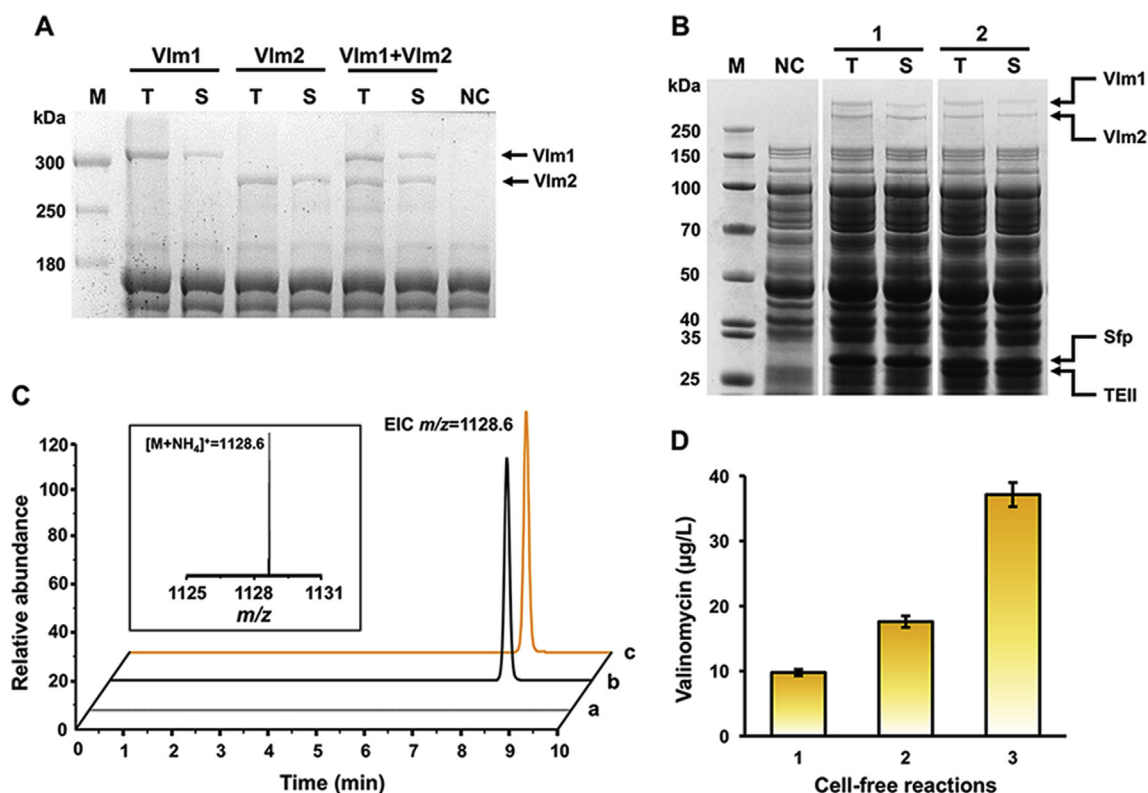 A
Vlm1 Vlm2 Vlm1+Vlm2
M T S T S T S NC
kDa
300
250
180
Vlm1
Vlm2
B
1 2
M NC T S T S
kDa
250
150
100
70
50
40
35
25
Vlm1
Vlm2
Sfp
TEII
C
EIC m/z=1128.6
[M+NH₄]⁺=1128.6
1125 1128 1131
m/z
Relative abundance
120
100
80
60
40
20
0
c
b
a
0 1 2 3 4 5 6 7 8 9 10
Time (min)
D
Valinomycin (µg/L)
40
30
20
10
0
1 2 3
Cell-free reactions